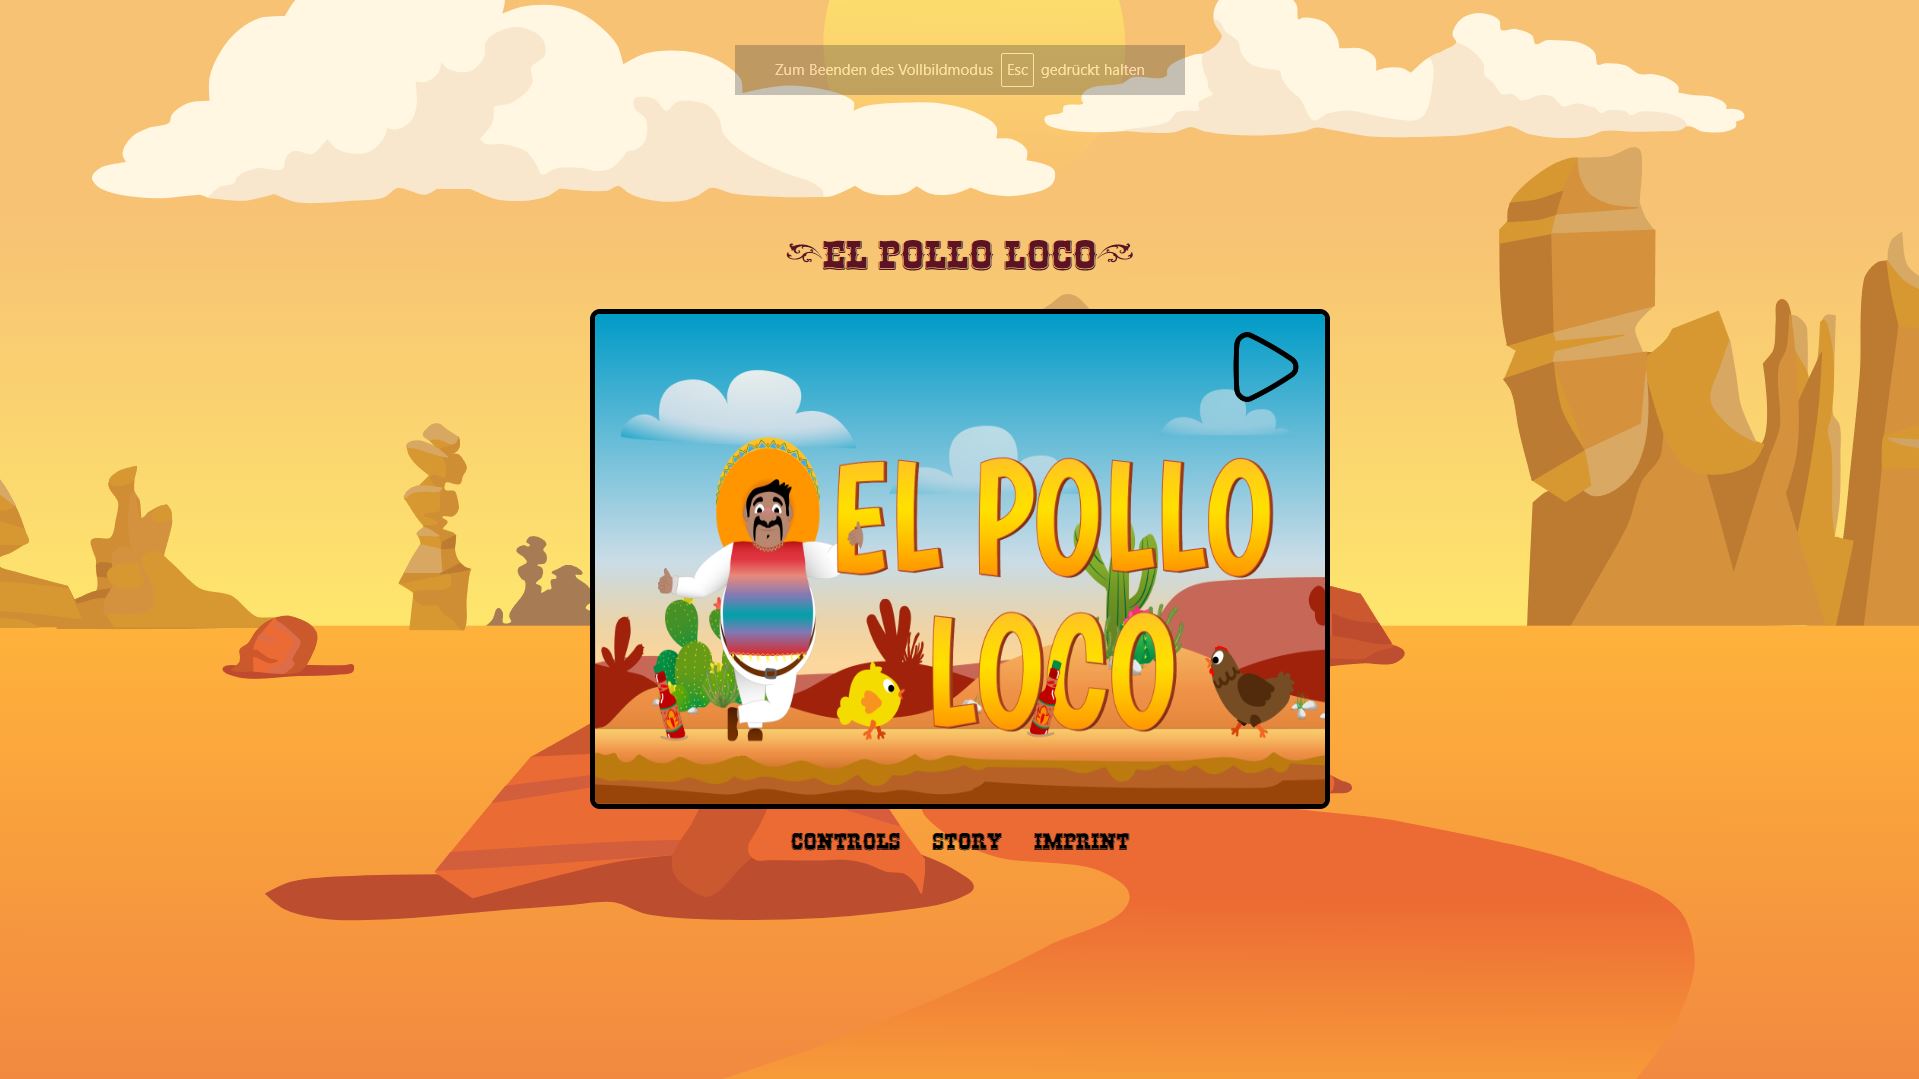 Zum Beenden des Vollbildmodus Esc gedrückt halten
EL POLLO LOCO
EL POLLO
LOCO
CONTROLS STORY IMPRINT